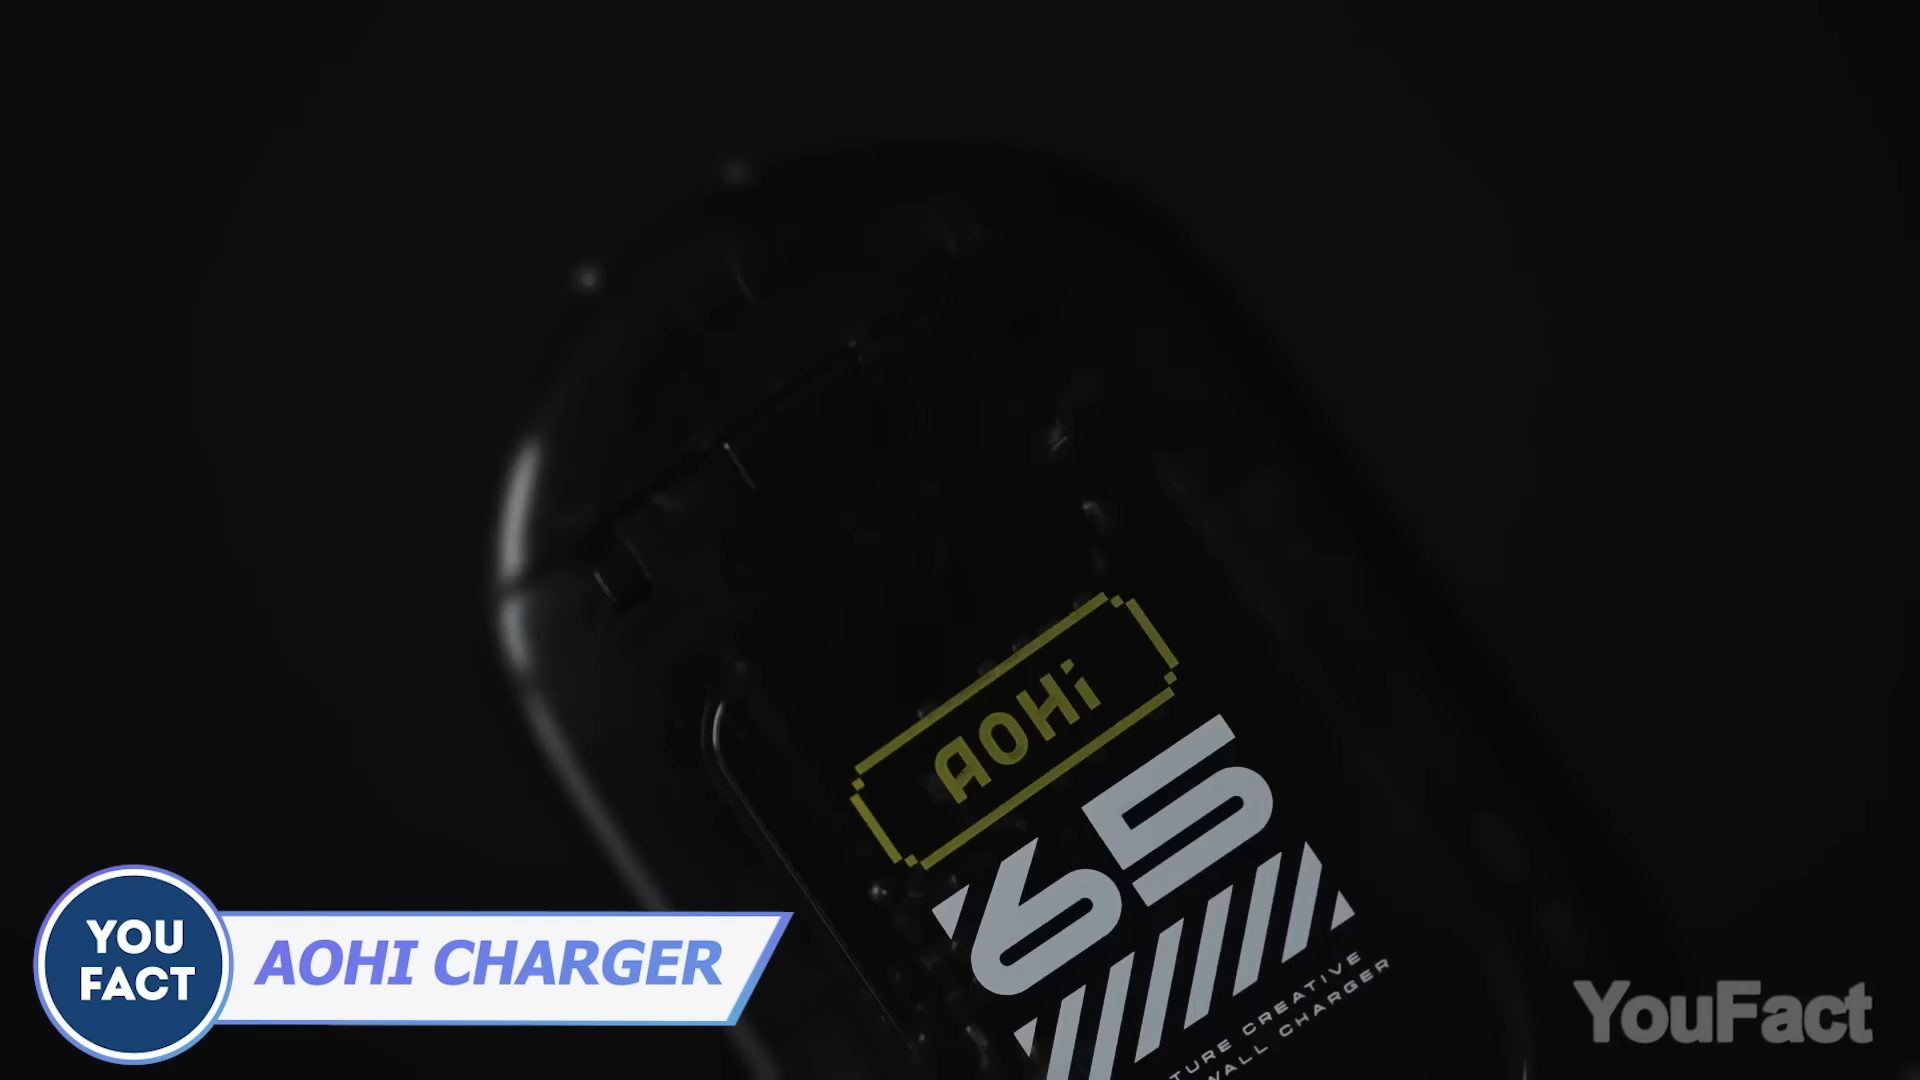 AOHi
65
TURE CREATIVE
WALL CHARGER
YOU
FACT
AOHI CHARGER
YouFact